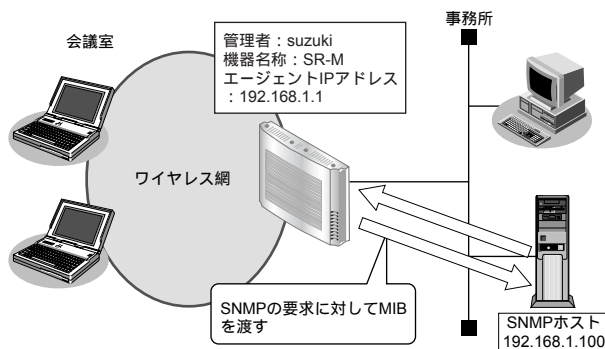 会議室
管理者：suzuki
機器名称：SR-M
エージェントIPアドレス
：192.168.1.1
事務所
ワイヤレス網
SNMPの要求に対してMIB
を渡す
SNMPホスト
192.168.1.100